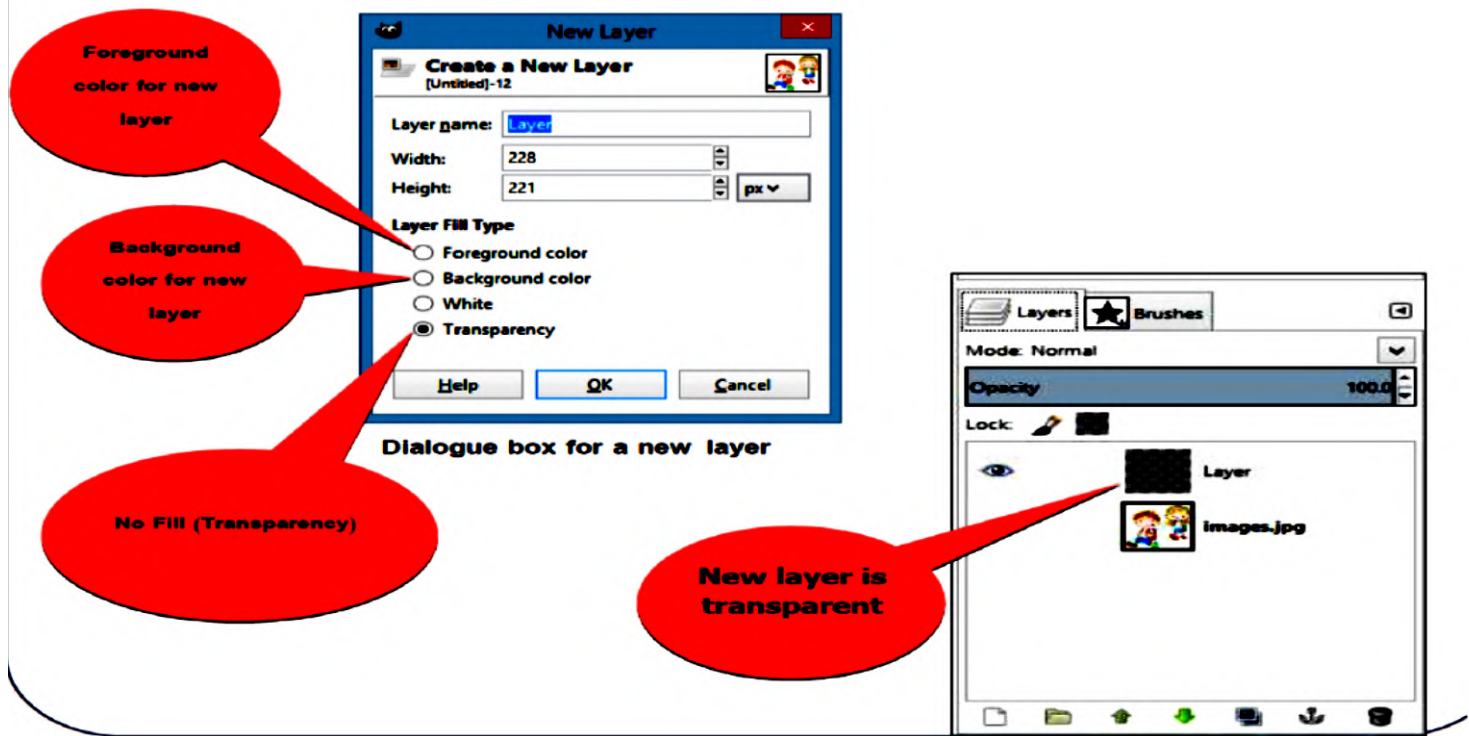 Foreground
color for new
layer
Background
color for new
layer
No Fill (Transparency)
New Layer
Create a New Layer
[Untitled]-12
Layer name: Layer
Width: 228
Height: 221 px
Layer Fill Type
Foreground color
Background color
White
Transparency
Help OK Cancel
Dialogue box for a new layer
New layer is
transparent
Layers Brushes
Mode: Normal
Opacity 100.0
Lock:
Layer
images.jpg